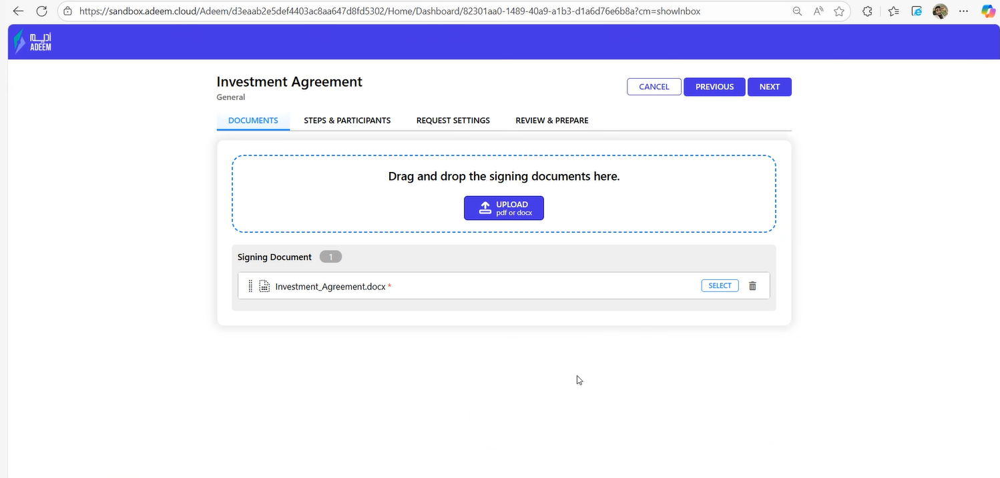 https://sandbox.adeem.cloud/Adeem/d3eaab2e5def4403ac8aa647d8fd5302/Home/Dashboard/82301aa0-1489-40a9-a1b3-d1a6d76e6b8a?cm=showInbox
أديم
ADEEM
Investment Agreement
General
CANCEL PREVIOUS NEXT
DOCUMENTS STEPS & PARTICIPANTS REQUEST SETTINGS REVIEW & PREPARE
Drag and drop the signing documents here.
UPLOAD
pdf or docx
Signing Document 1
Investment_Agreement.docx * SELECT